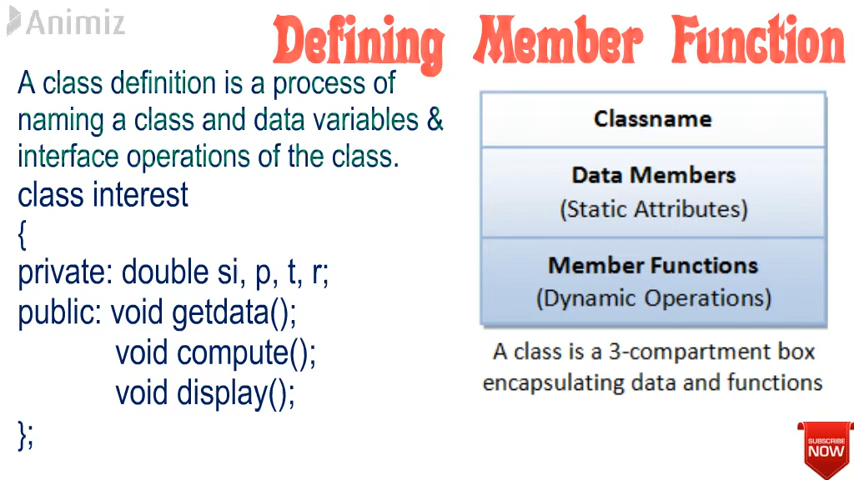 Animiz
Defining Member Function
A class definition is a process of
naming a class and data variables &
interface operations of the class.
class interest
{
private: double si, p, t, r;
public: void getdata();
void compute();
void display();
};
Classname
Data Members
(Static Attributes)
Member Functions
(Dynamic Operations)
A class is a 3-compartment box
encapsulating data and functions
SUBSCRIBE
NOW